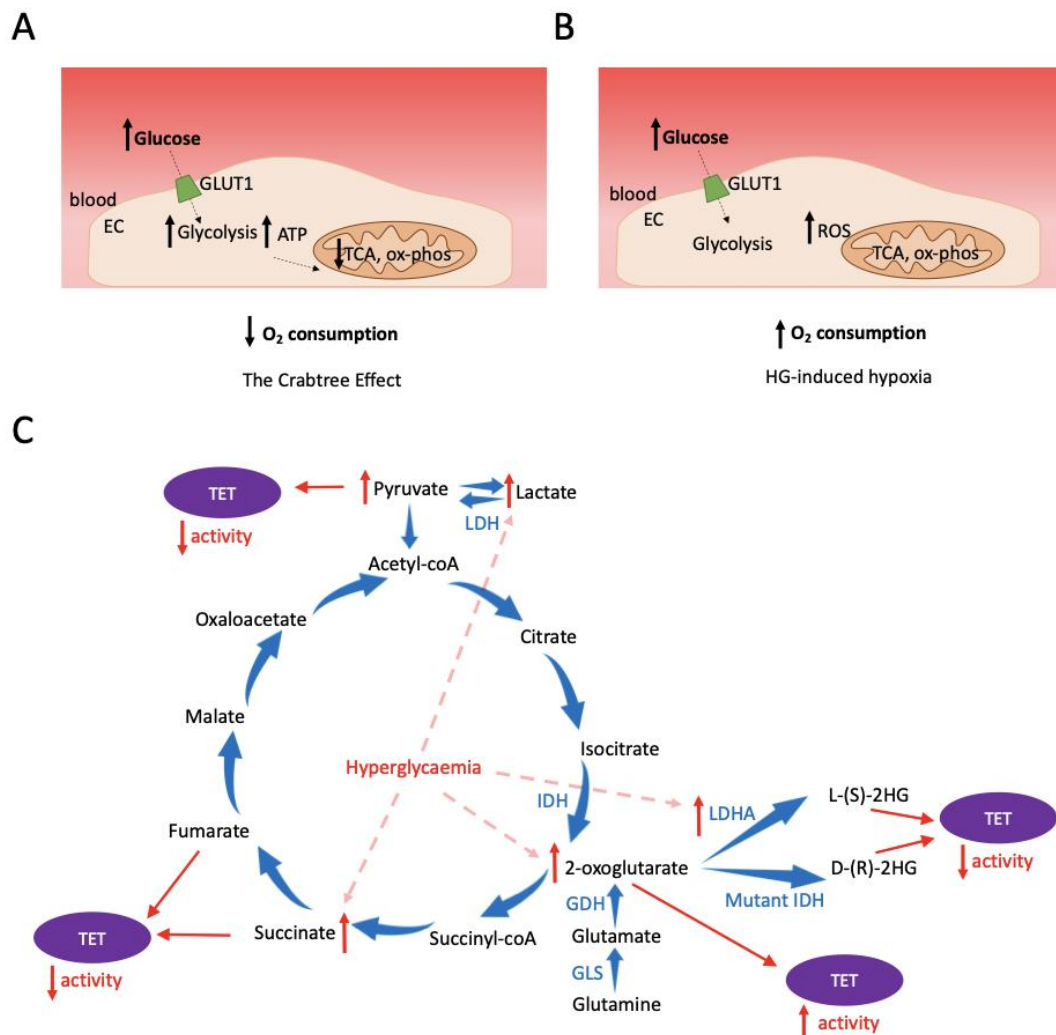 A
↑Glucose
blood
GLUT1
EC
↑Glycolysis ↑ ATP
↓TCA, ox-phos
↓ O₂ consumption
The Crabtree Effect
B
↑Glucose
blood
GLUT1
EC
Glycolysis
↑ROS
TCA, ox-phos
↑ O₂ consumption
HG-induced hypoxia
C
TET
↓ activity
↑ Pyruvate
↑ Lactate
LDH
Acetyl-coA
Oxaloacetate
Citrate
Malate
Isocitrate
Hyperglycaemia
IDH
↑ LDHA
L-(S)-2HG
TET
↓ activity
Fumarate
↑ 2-oxoglutarate
D-(R)-2HG
Mutant IDH
GDH
TET
↓ activity
Succinate ↑
Succinyl-coA
Glutamate
GLS
Glutamine
TET
↑ activity